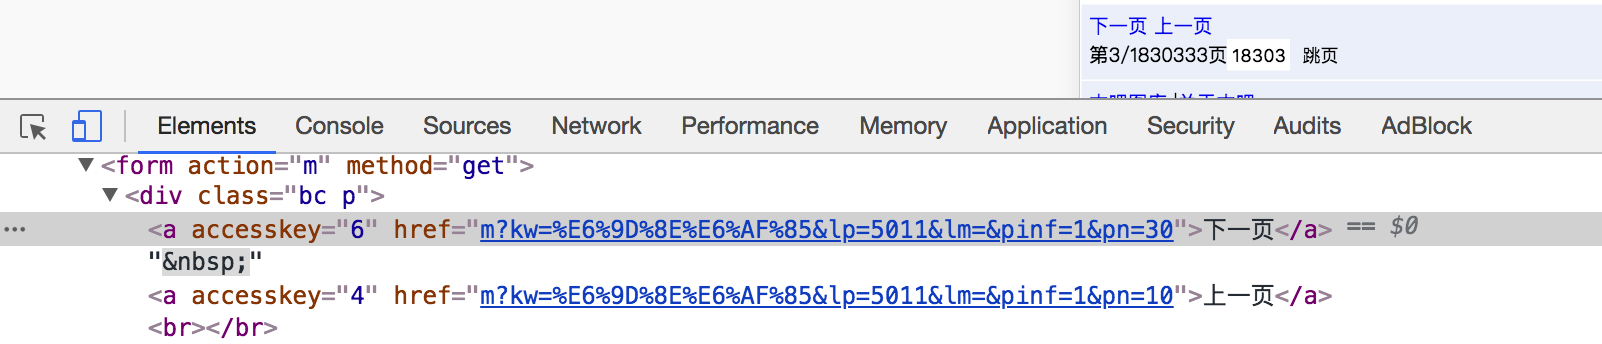 下一页 上一页
第3/1830333页 18303 跳页
Elements Console Sources Network Performance Memory Application Security Audits AdBlock
▼<form action="m" method="get">
▼<div class="bc p">
<a accesskey="6" href="m?kw=%E6%9D%8E%E6%AF%85&lp=5011&lm=&pinf=1&pn=30">下一页</a> == $0
"&nbsp;"
<a accesskey="4" href="m?kw=%E6%9D%8E%E6%AF%85&lp=5011&lm=&pinf=1&pn=10">上一页</a>
<br></br>